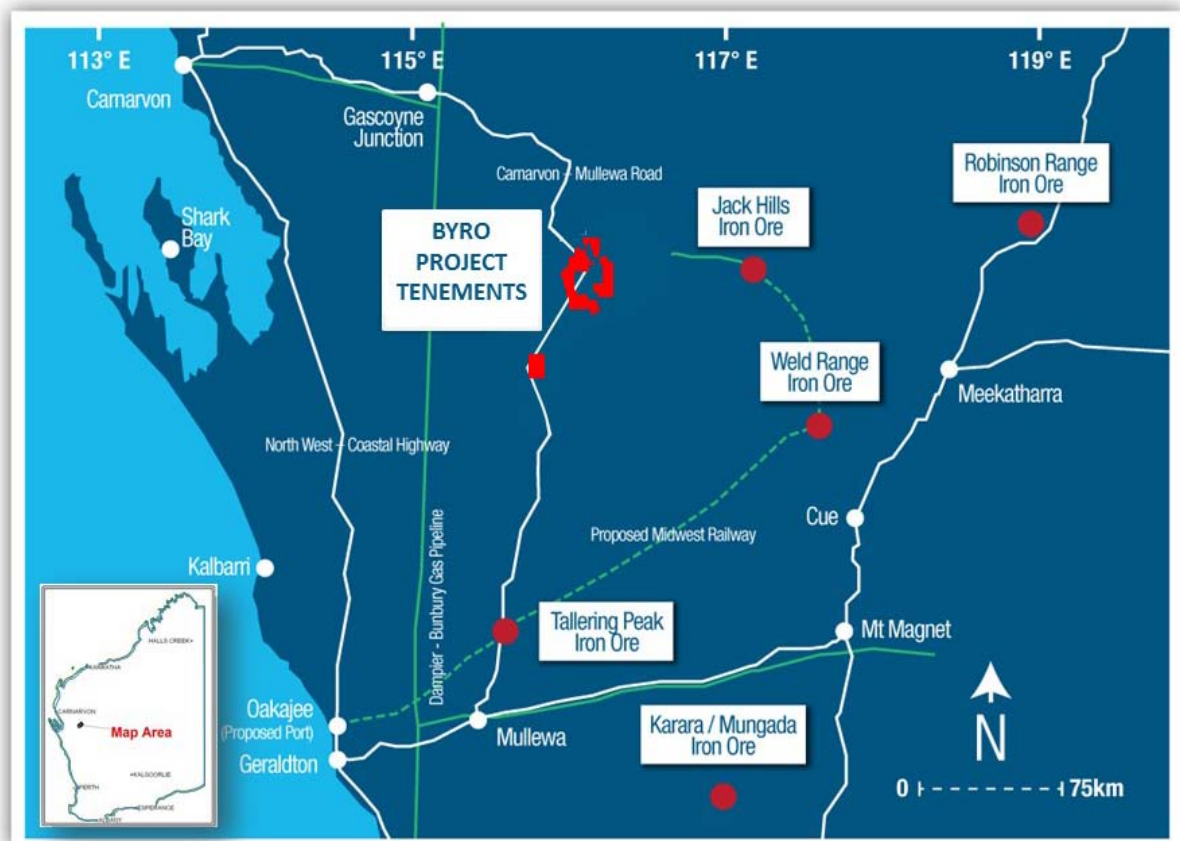 113° E
115° E
117° E
119° E
Carnarvon
Gascoyne
Junction
Carnarvon - Mullewa Road
Robinson Range
Iron Ore
Jack Hills
Iron Ore
Shark
Bay
BYRO
PROJECT
TENEMENTS
Weld Range
Iron Ore
Meekatharra
North West - Coastal Highway
Cue
Proposed Midwest Railway
Kalbarri
Dampier - Bunbury Gas Pipeline
Tallering Peak
Iron Ore
Mt Magnet
Oakajee
(Proposed Port)
Mullewa
Geraldton
Karara / Mungada
Iron Ore
N
0
75km
HALLS CREEK
KARRATHA
CARNARVON
Map Area
KALGOORLIE
PERTH
ESPERANCE
ALBANY